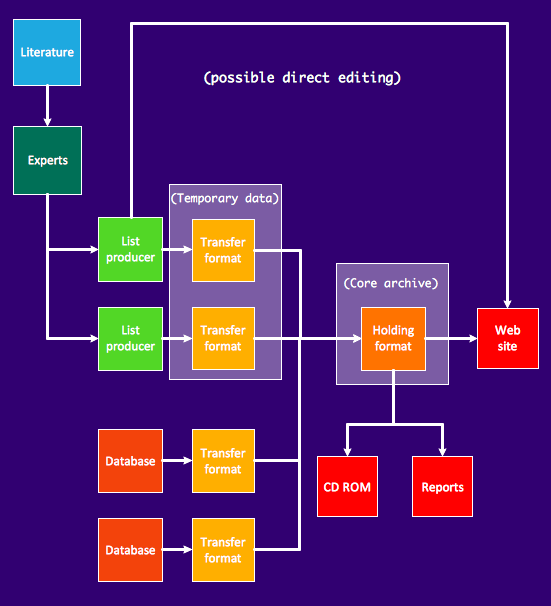 Literature
(possible direct editing)
Experts
(Temporary data)
List
producer
Transfer
format
(Core archive)
List
producer
Transfer
format
Holding
format
Web
site
Database
Transfer
format
CD ROM
Reports
Database
Transfer
format